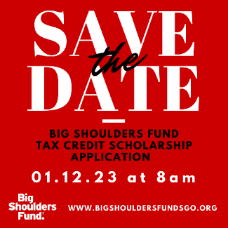 SAVE
the
DATE
BIG SHOULDERS FUND
TAX CREDIT SCHOLARSHIP
APPLICATION
01.12.23 at 8am
Big
Shoulders
Fund.
WWW.BIGSHOULDERSFUNDSGO.ORG